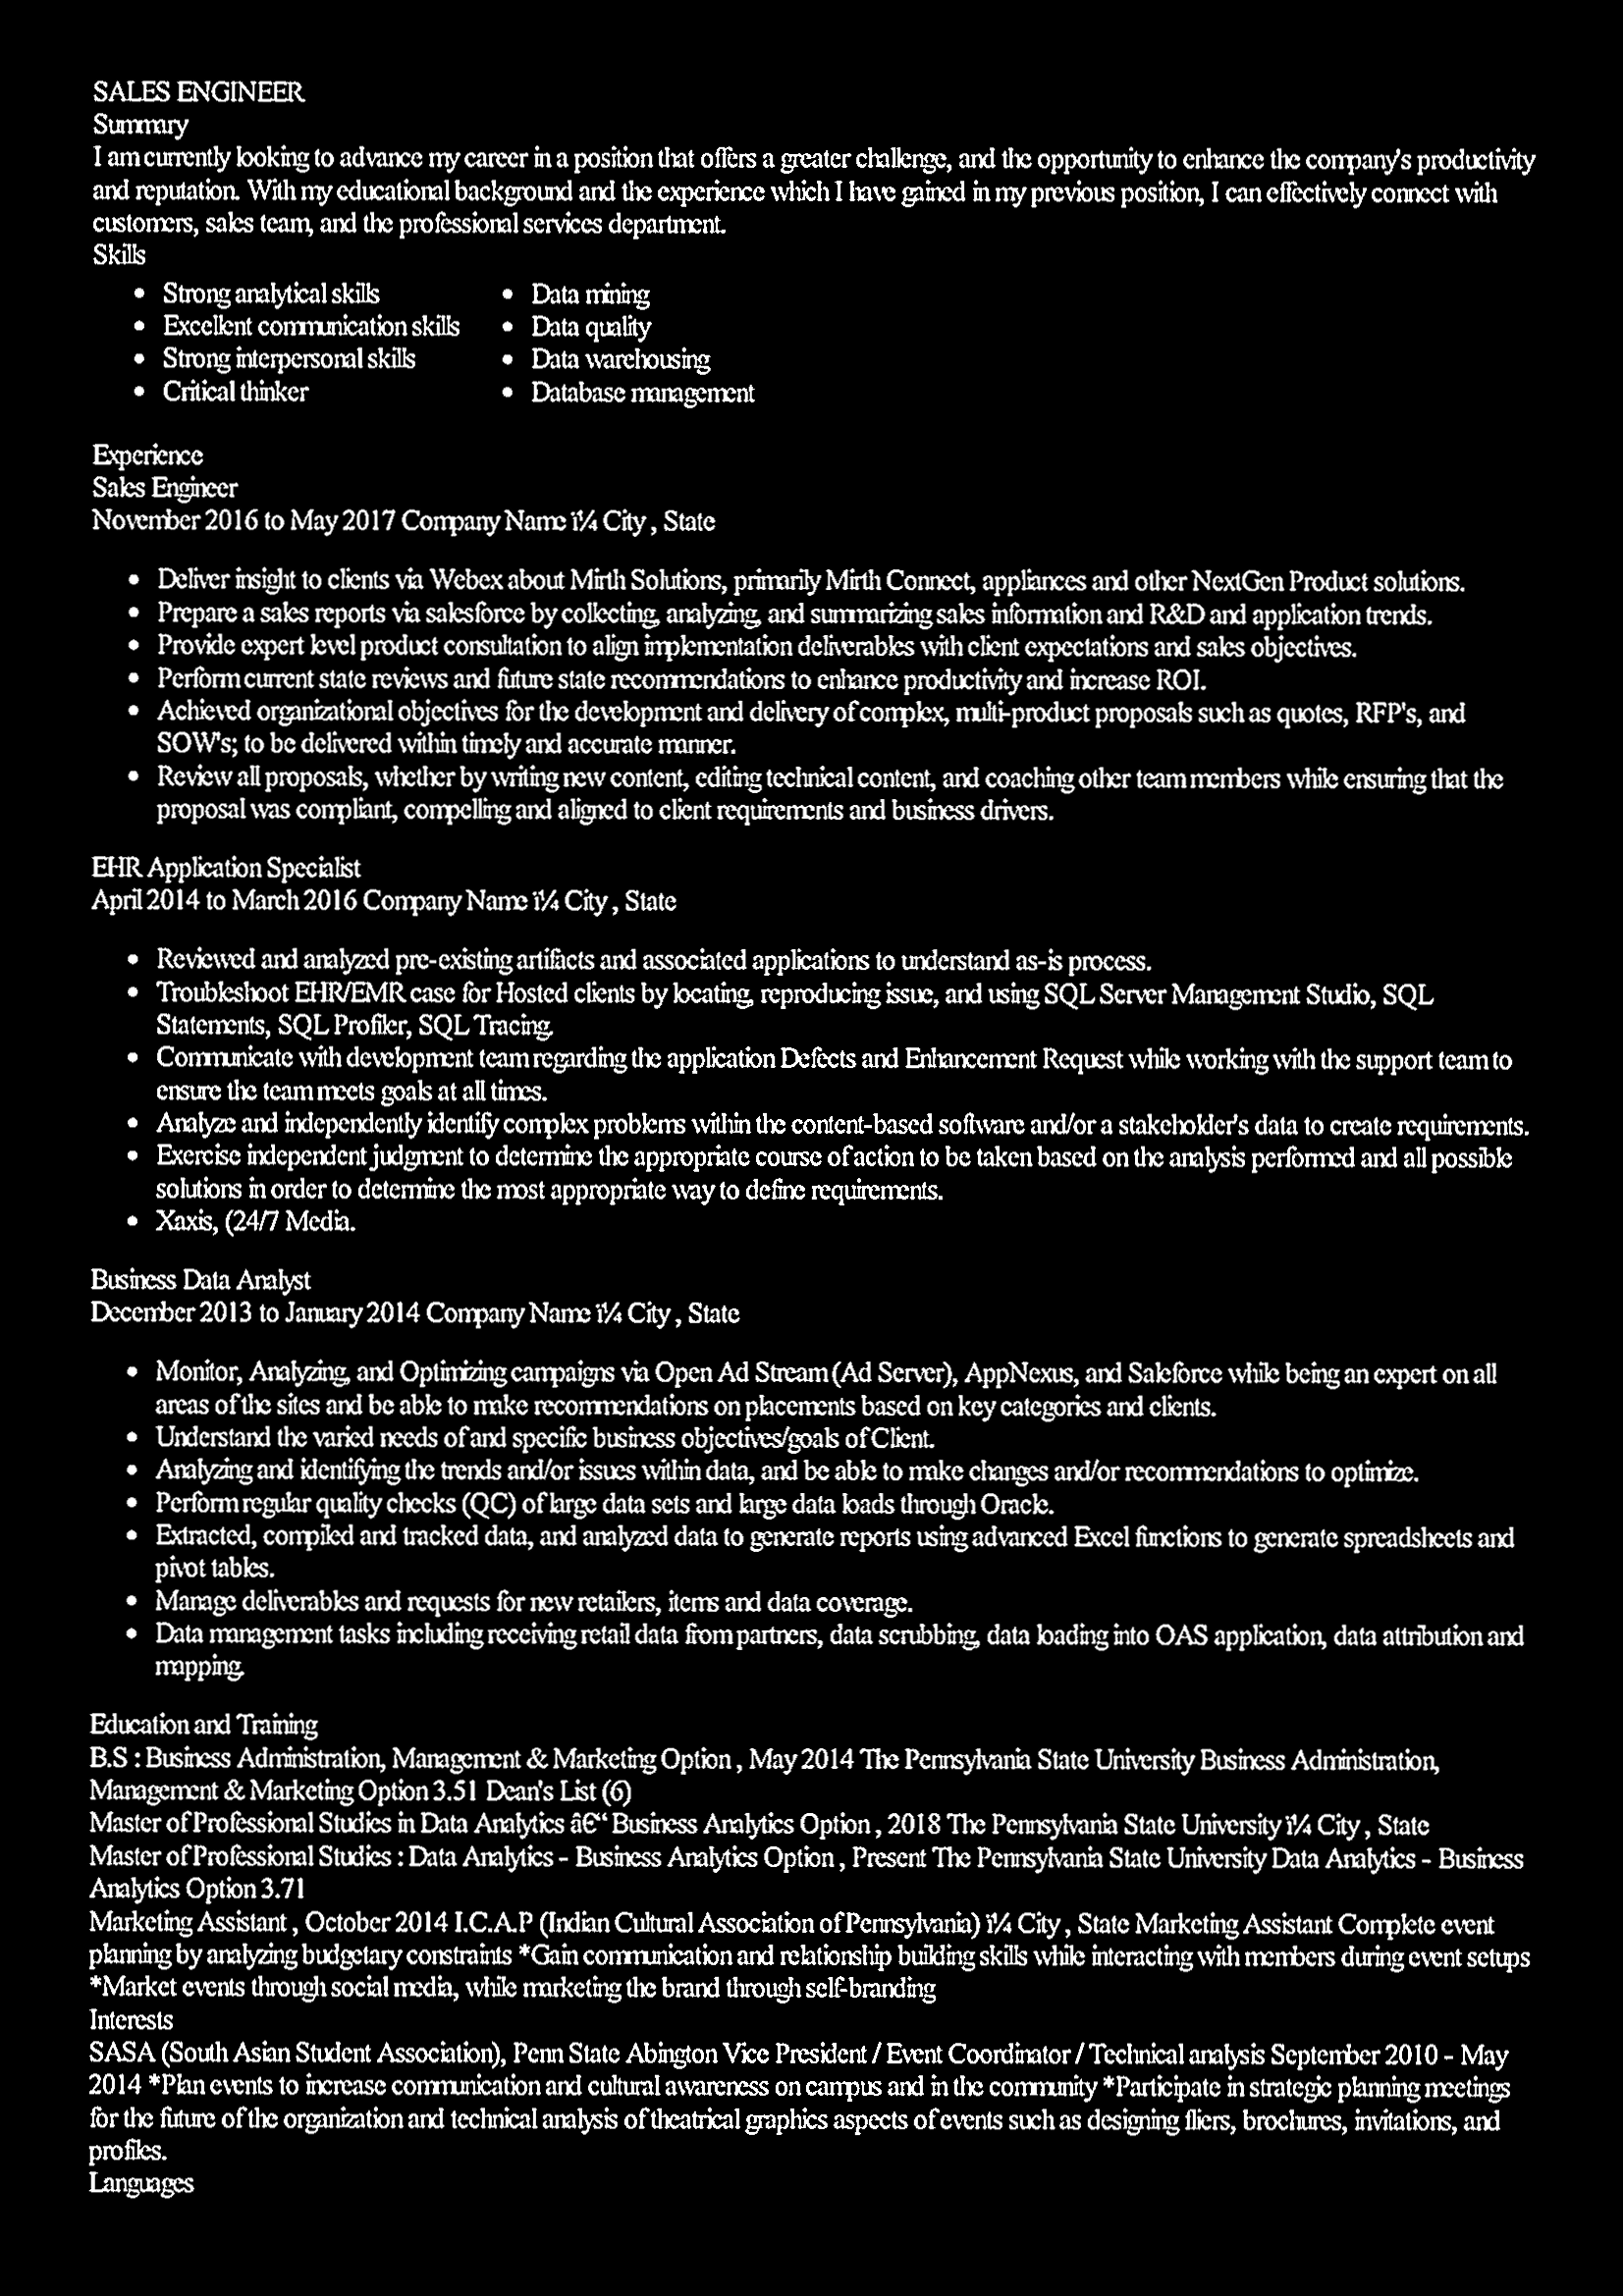 SALES ENGINEER
Summary
I am currently looking to advance my career in a position that offers a greater challenge, and the opportunity to enhance the company's productivity
and reputation. With my educational background and the experience which I have gained in my previous position, I can effectively connect with
customers, sales team, and the professional services department.
Skills
• Strong analytical skills • Data mining
• Excellent communication skills • Data quality
• Strong interpersonal skills • Data warehousing
• Critical thinker • Database management
Experience
Sales Engineer
November 2016 to May 2017 Company Name ï¼ City , State
• Deliver insight to clients via Webex about Mirth Solutions, primarily Mirth Connect, appliances and other NextGen Product solutions.
• Prepare a sales reports via salesforce by collecting, analyzing, and summarizing sales information and R&D and application trends.
• Provide expert level product consultation to align implementation deliverables with client expectations and sales objectives.
• Perform current state reviews and future state recommendations to enhance productivity and increase ROI.
• Achieved organizational objectives for the development and delivery of complex, multi-product proposals such as quotes, RFP's, and
SOW's; to be delivered within timely and accurate manner.
• Review all proposals, whether by writing new content, editing technical content, and coaching other team members while ensuring that the
proposal was compliant, compelling and aligned to client requirements and business drivers.
EHR Application Specialist
April 2014 to March 2016 Company Name ï¼ City , State
• Reviewed and analyzed pre-existing artifacts and associated applications to understand as-is process.
• Troubleshoot EHR/EMR case for Hosted clients by locating, reproducing issue, and using SQL Server Management Studio, SQL
Statements, SQL Profiler, SQL Tracing.
• Communicate with development team regarding the application Defects and Enhancement Request while working with the support team to
ensure the team meets goals at all times.
• Analyze and independently identify complex problems within the content-based software and/or a stakeholder's data to create requirements.
• Exercise independent judgment to determine the appropriate course of action to be taken based on the analysis performed and all possible
solutions in order to determine the most appropriate way to define requirements.
• Xaxis, (24/7 Media.
Business Data Analyst
December 2013 to January 2014 Company Name ï¼ City , State
• Monitor, Analyzing, and Optimizing campaigns via Open Ad Stream (Ad Server), AppNexus, and Saleforce while being an expert on all
areas of the sites and be able to make recommendations on placements based on key categories and clients.
• Understand the varied needs of and specific business objectives/goals of Client.
• Analyzing and identifying the trends and/or issues within data, and be able to make changes and/or recommendations to optimize.
• Perform regular quality checks (QC) of large data sets and large data loads through Oracle.
• Extracted, compiled and tracked data, and analyzed data to generate reports using advanced Excel functions to generate spreadsheets and
pivot tables.
• Manage deliverables and requests for new retailers, items and data coverage.
• Data management tasks including receiving retail data from partners, data scrubbing, data loading into OAS application, data attribution and
mapping.
Education and Training
B.S : Business Administration, Management & Marketing Option , May 2014 The Pennsylvania State University Business Administration,
Management & Marketing Option 3.51 Dean's List (6)
Master of Professional Studies in Data Analytics â€“ Business Analytics Option , 2018 The Pennsylvania State University ï¼ City , State
Master of Professional Studies : Data Analytics - Business Analytics Option , Present The Pennsylvania State University Data Analytics - Business
Analytics Option 3.71
Marketing Assistant , October 2014 I.C.A.P (Indian Cultural Association of Pennsylvania) ï¼ City , State Marketing Assistant Complete event
planning by analyzing budgetary constraints *Gain communication and relationship building skills while interacting with members during event setups
*Market events through social media, while marketing the brand through self-branding
Interests
SASA (South Asian Student Association), Penn State Abington Vice President / Event Coordinator / Technical analysis September 2010 - May
2014 *Plan events to increase communication and cultural awareness on campus and in the community *Participate in strategic planning meetings
for the future of the organization and technical analysis of theatrical graphics aspects of events such as designing fliers, brochures, invitations, and
profiles.
Languages